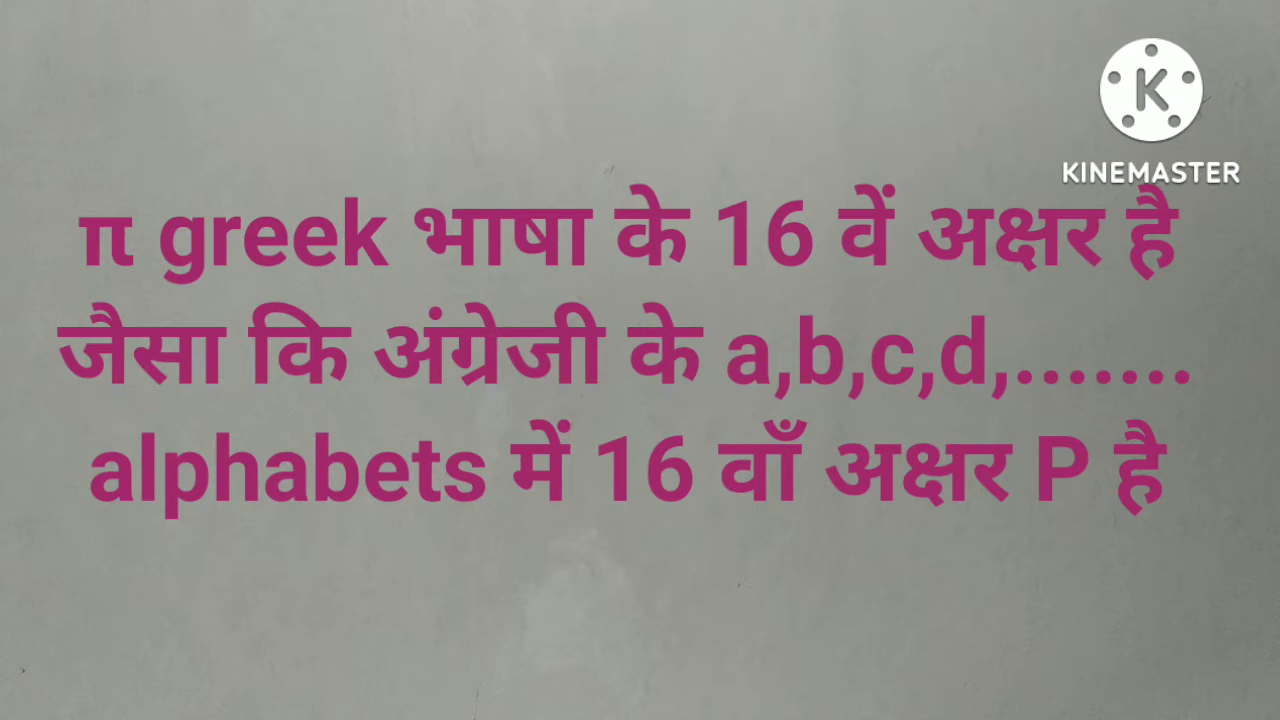 K
KINEMASTER
π greek भाषा के 16 वें अक्षर है
जैसा कि अंग्रेजी के a,b,c,d,.......
alphabets में 16 वाँ अक्षर P है